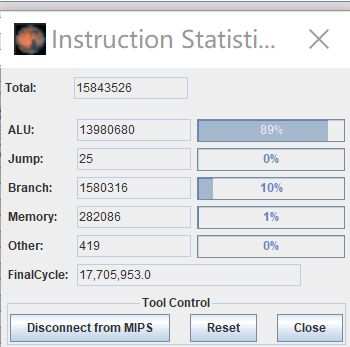 Instruction Statisti...
Total: 15843526
ALU: 13980680 89%
Jump: 25 0%
Branch: 1580316 10%
Memory: 282086 1%
Other: 419 0%
FinalCycle: 17,705,953.0
Tool Control
Disconnect from MIPS Reset Close